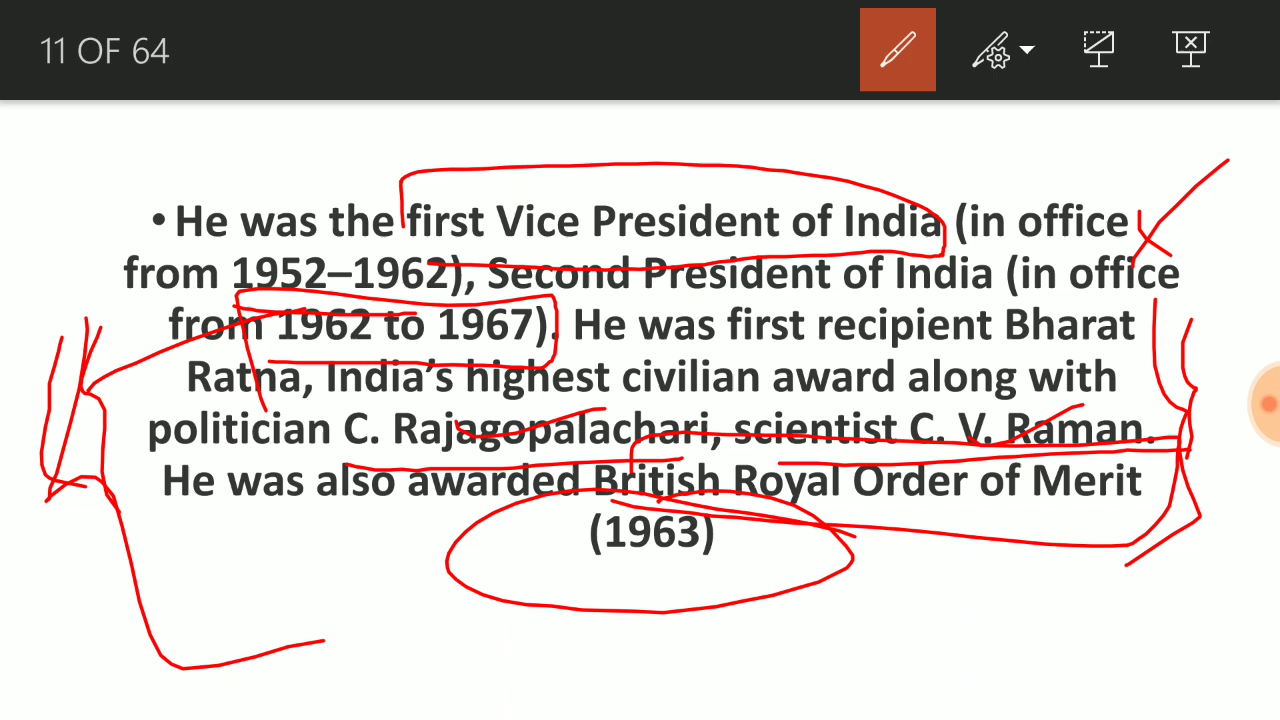 11 OF 64
• He was the first Vice President of India (in office
from 1952–1962), Second President of India (in office
from 1962 to 1967). He was first recipient Bharat
Ratna, India’s highest civilian award along with
politician C. Rajagopalachari, scientist C. V. Raman.
He was also awarded British Royal Order of Merit
(1963)